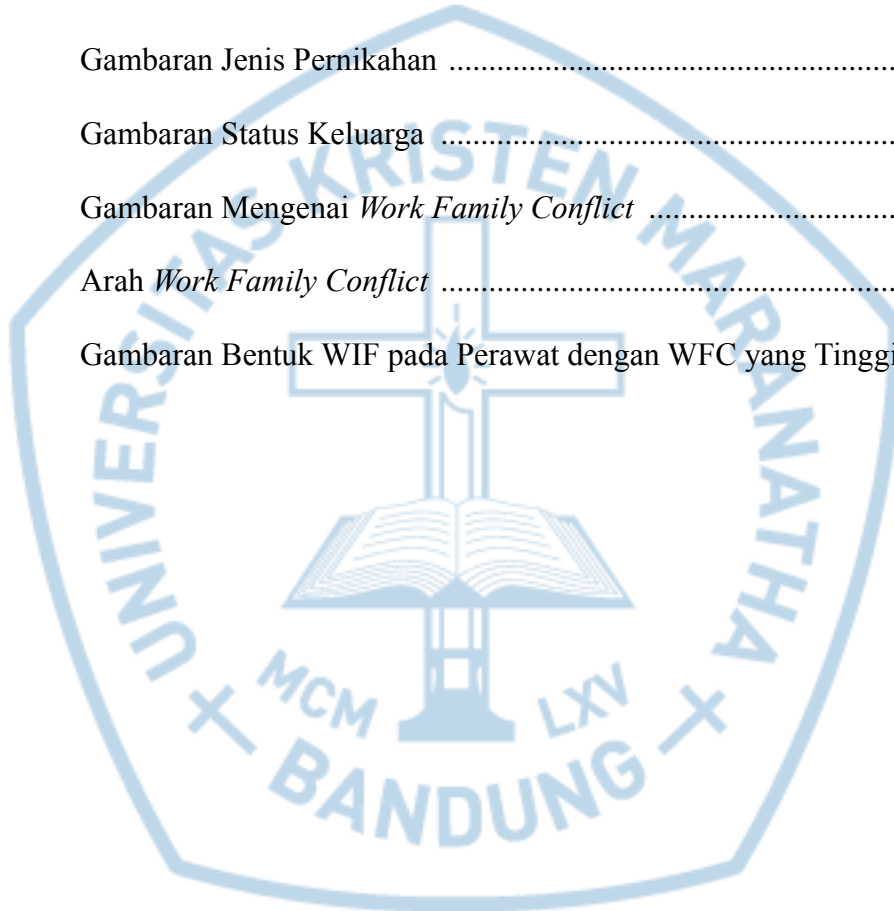 Gambaran Jenis Pernikahan ......................................................................
Gambaran Status Keluarga .......................................................................
Gambaran Mengenai Work Family Conflict .......................................
Arah Work Family Conflict .......................................................................
Gambaran Bentuk WIF pada Perawat dengan WFC yang Tinggi
UNIVERSITAS KRISTEN MARANATHA
MCM LXV
BANDUNG